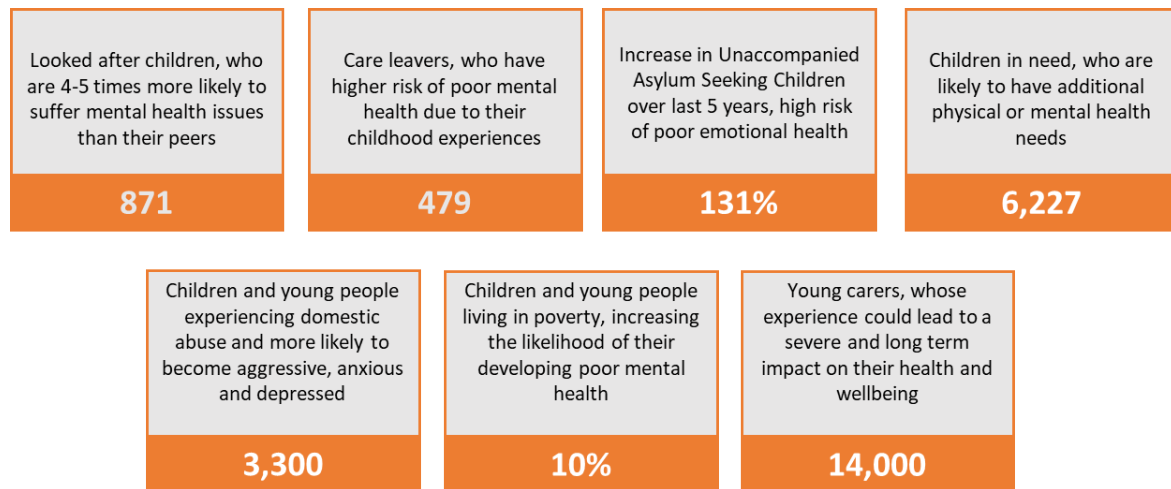 Looked after children, who
are 4-5 times more likely to
suffer mental health issues
than their peers
871
Care leavers, who have
higher risk of poor mental
health due to their
childhood experiences
479
Increase in Unaccompanied
Asylum Seeking Children
over last 5 years, high risk
of poor emotional health
131%
Children in need, who are
likely to have additional
physical or mental health
needs
6,227
Children and young people
experiencing domestic
abuse and more likely to
become aggressive, anxious
and depressed
3,300
Children and young people
living in poverty, increasing
the likelihood of their
developing poor mental
health
10%
Young carers, whose
experience could lead to a
severe and long term
impact on their health and
wellbeing
14,000